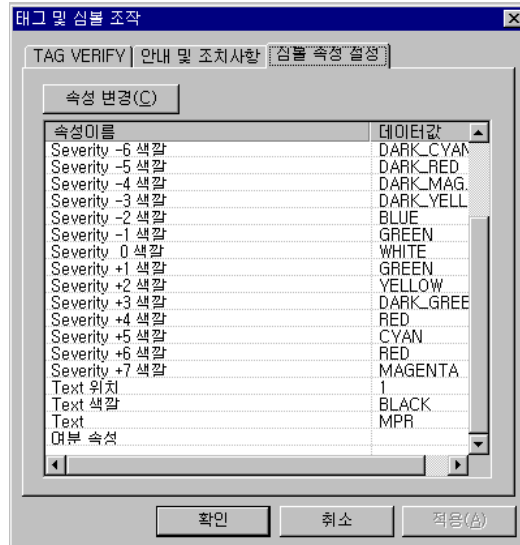 태그 및 심볼 조작
TAG VERIFY 안내 및 조치사항 심볼 속성 설정
속성 변경(C)
속성이름 데이터값
Severity -6 색깔 DARK_CYAN
Severity -5 색깔 DARK_RED
Severity -4 색깔 DARK_MAG.
Severity -3 색깔 DARK_YELL
Severity -2 색깔 BLUE
Severity -1 색깔 GREEN
Severity 0 색깔 WHITE
Severity +1 색깔 GREEN
Severity +2 색깔 YELLOW
Severity +3 색깔 DARK_GREE
Severity +4 색깔 RED
Severity +5 색깔 CYAN
Severity +6 색깔 RED
Severity +7 색깔 MAGENTA
Text 위치 1
Text 색깔 BLACK
Text MPR
여분 속성
확인 취소 적용(A)